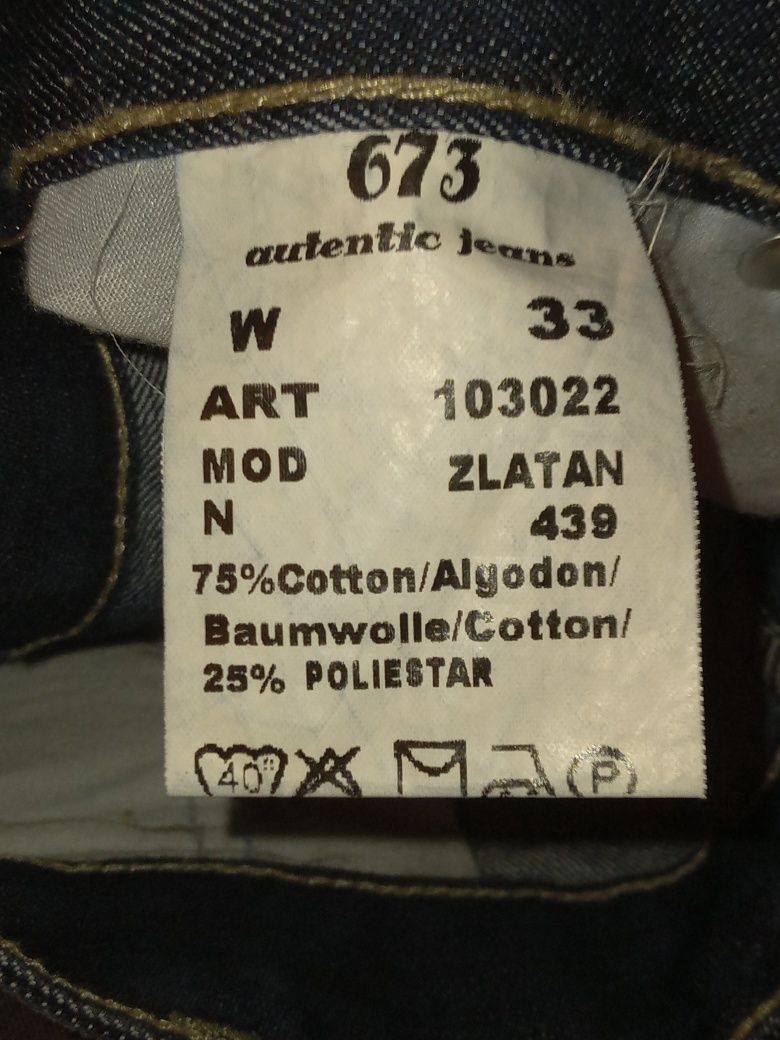 673
autentic jeans
W 33
ART 103022
MOD ZLATAN
N 439
75%Cotton/Algodon/
Baumwolle/Cotton/
25% POLIESTAR
40° P